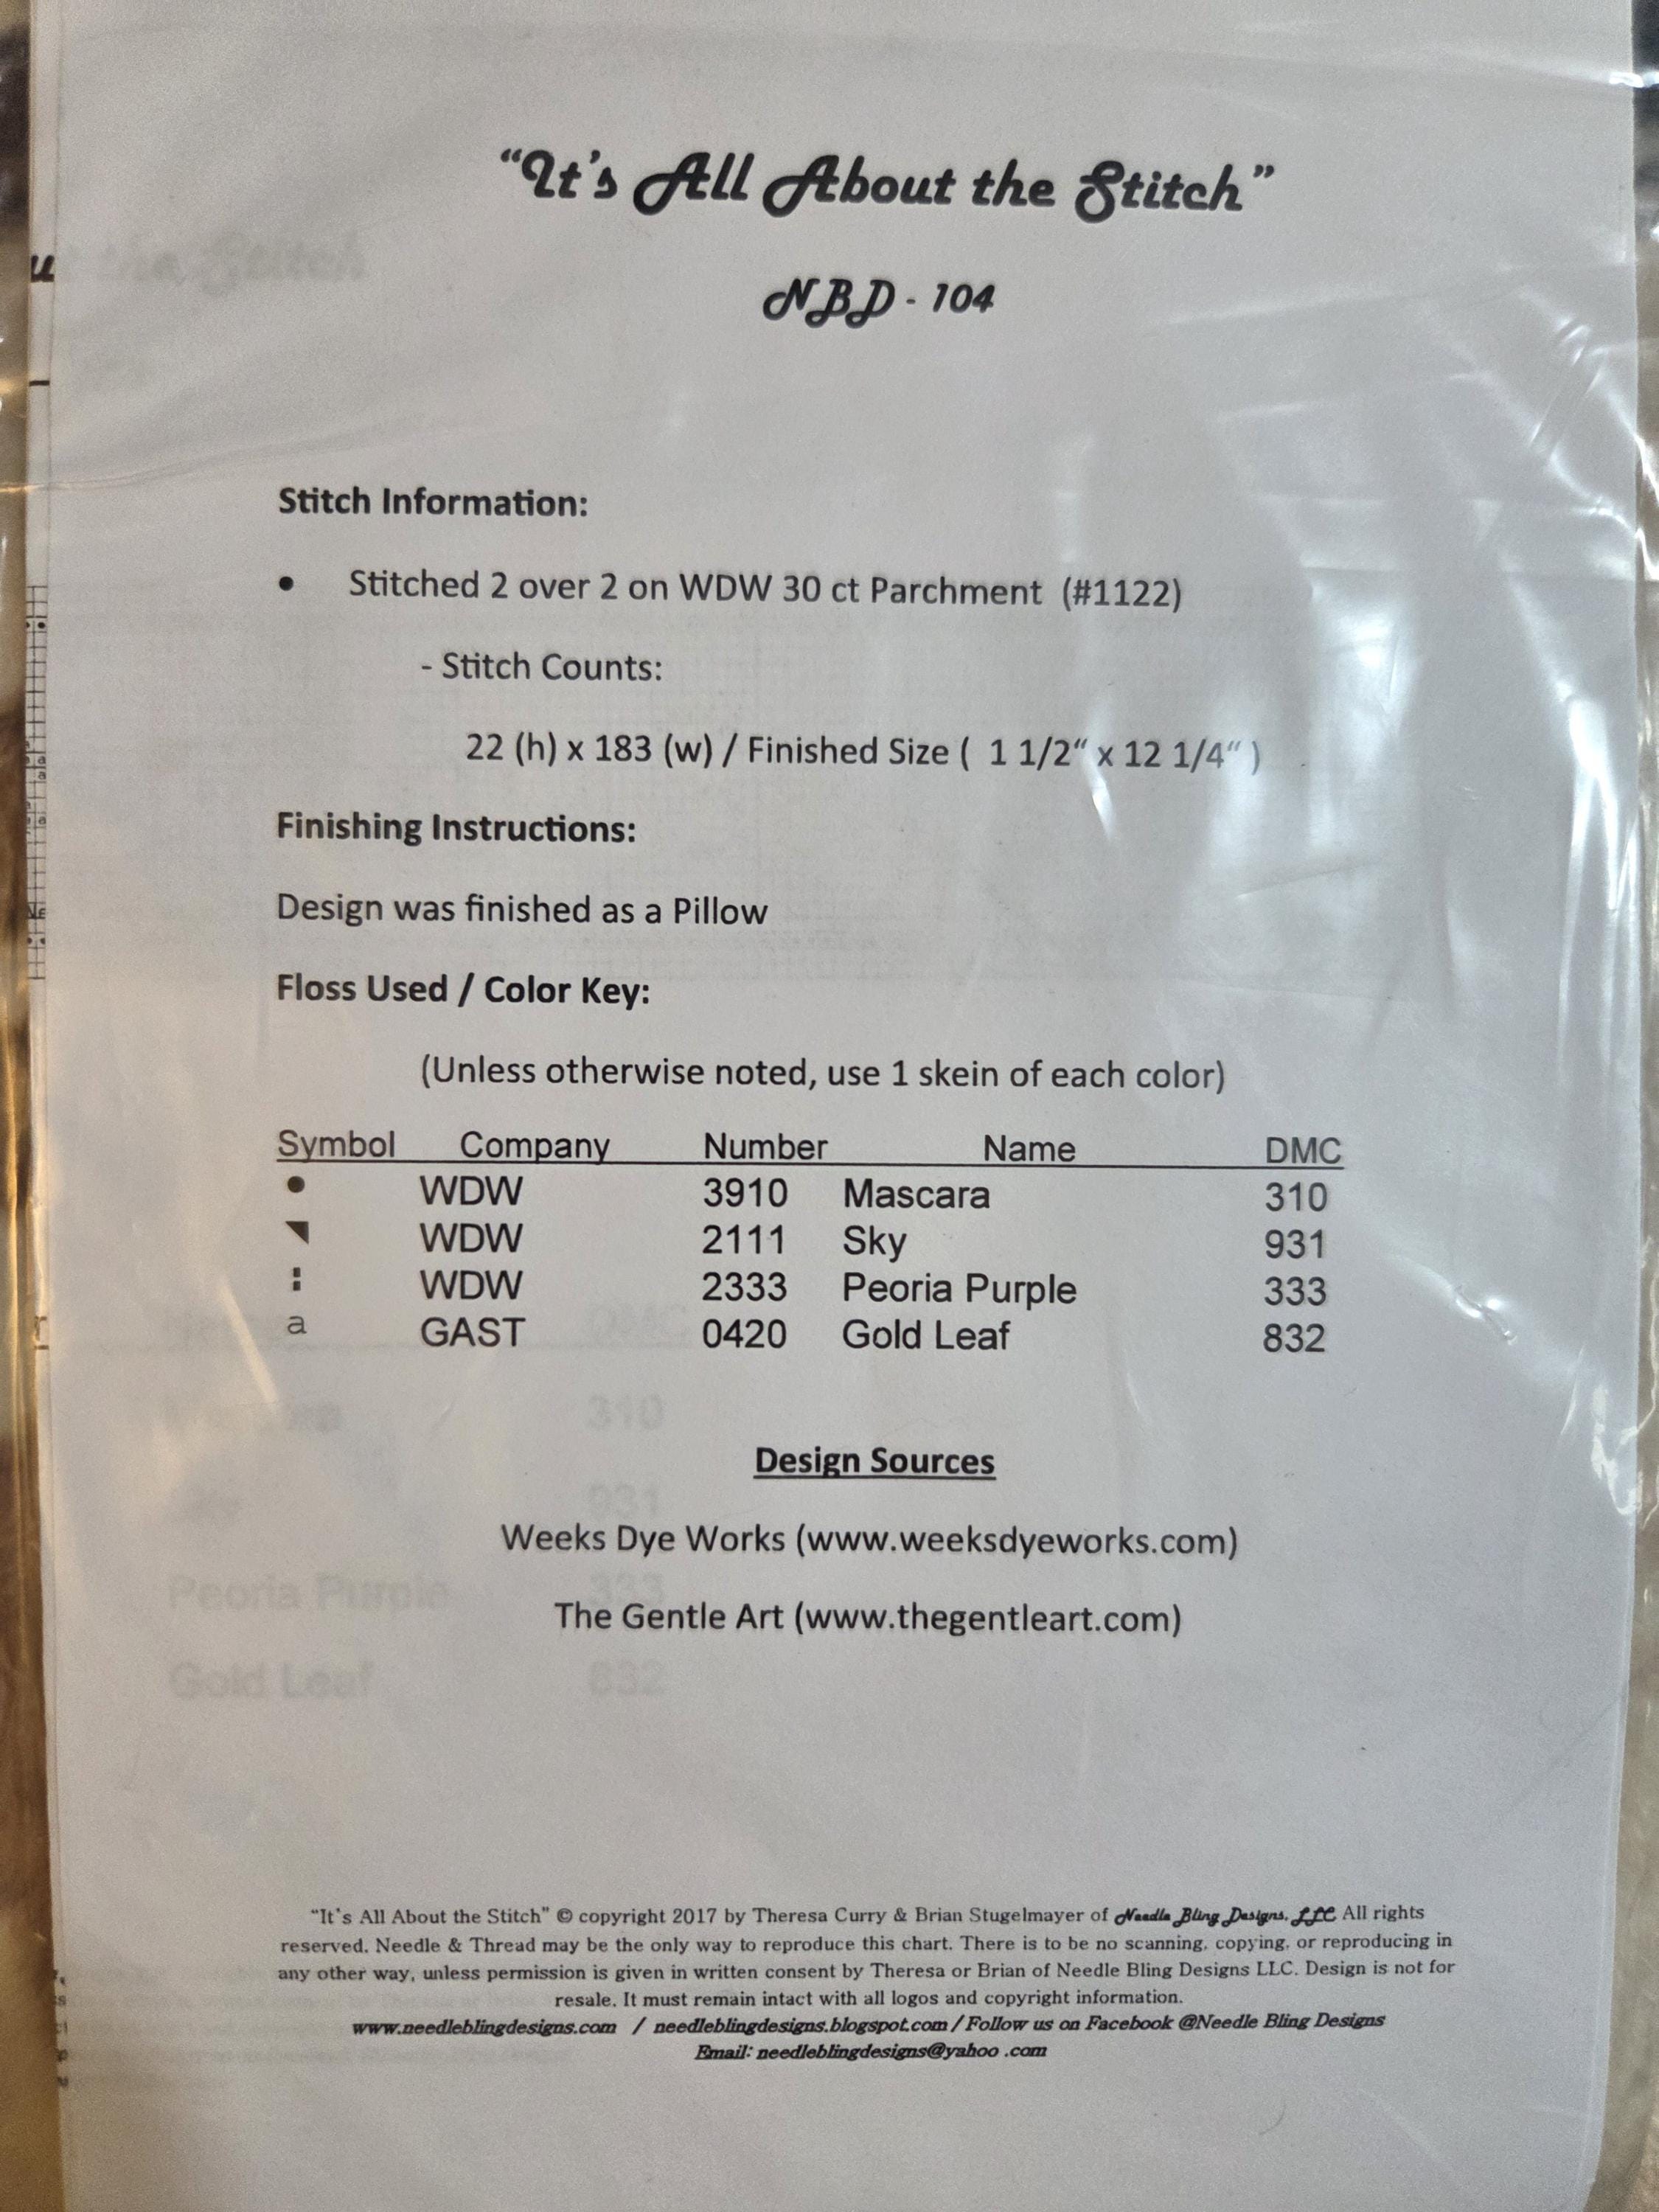 “It's All About the Stitch”
NBD - 104
Stitch Information:
• Stitched 2 over 2 on WDW 30 ct Parchment (#1122)
- Stitch Counts:
22 (h) x 183 (w) / Finished Size ( 1 1/2“ x 12 1/4“ )
Finishing Instructions:
Design was finished as a Pillow
Floss Used / Color Key:
(Unless otherwise noted, use 1 skein of each color)
Symbol Company Number Name DMC
● WDW 3910 Mascara 310
◥ WDW 2111 Sky 931
: WDW 2333 Peoria Purple 333
a GAST 0420 Gold Leaf 832
310
931
Peoria Purple 333
Gold Leaf 832
Design Sources
Weeks Dye Works (www.weeksdyeworks.com)
The Gentle Art (www.thegentleart.com)
“It's All About the Stitch” © copyright 2017 by Theresa Curry & Brian Stugelmayer of Needle Bling Designs, LLC All rights
reserved. Needle & Thread may be the only way to reproduce this chart. There is to be no scanning, copying, or reproducing in
any other way, unless permission is given in written consent by Theresa or Brian of Needle Bling Designs LLC. Design is not for
resale. It must remain intact with all logos and copyright information.
www.needleblingdesigns.com / needleblingdesigns.blogspot.com / Follow us on Facebook @Needle Bling Designs
Email: needleblingdesigns@yahoo .com